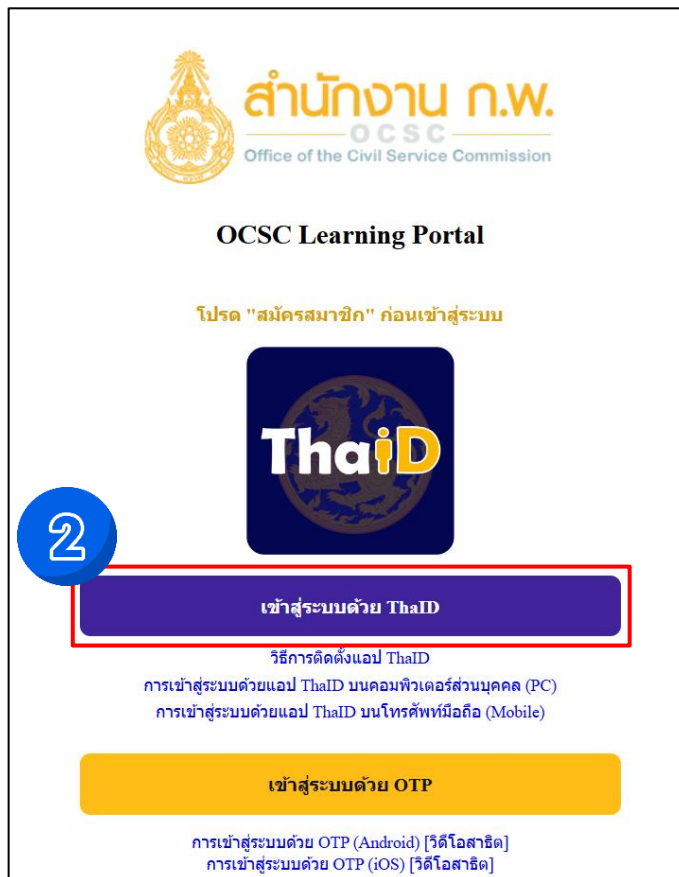 สำนักงาน ก.พ.
OCSC
Office of the Civil Service Commission
OCSC Learning Portal
โปรด "สมัครสมาชิก" ก่อนเข้าสู่ระบบ
ThaiD
2
เข้าสู่ระบบด้วย ThaID
วิธีการติดตั้งแอป ThaID
การเข้าสู่ระบบด้วยแอป ThaID บนคอมพิวเตอร์ส่วนบุคคล (PC)
การเข้าสู่ระบบด้วยแอป ThaID บนโทรศัพท์มือถือ (Mobile)
เข้าสู่ระบบด้วย OTP
การเข้าสู่ระบบด้วย OTP (Android) [วิดีโอสาธิต]
การเข้าสู่ระบบด้วย OTP (iOS) [วิดีโอสาธิต]